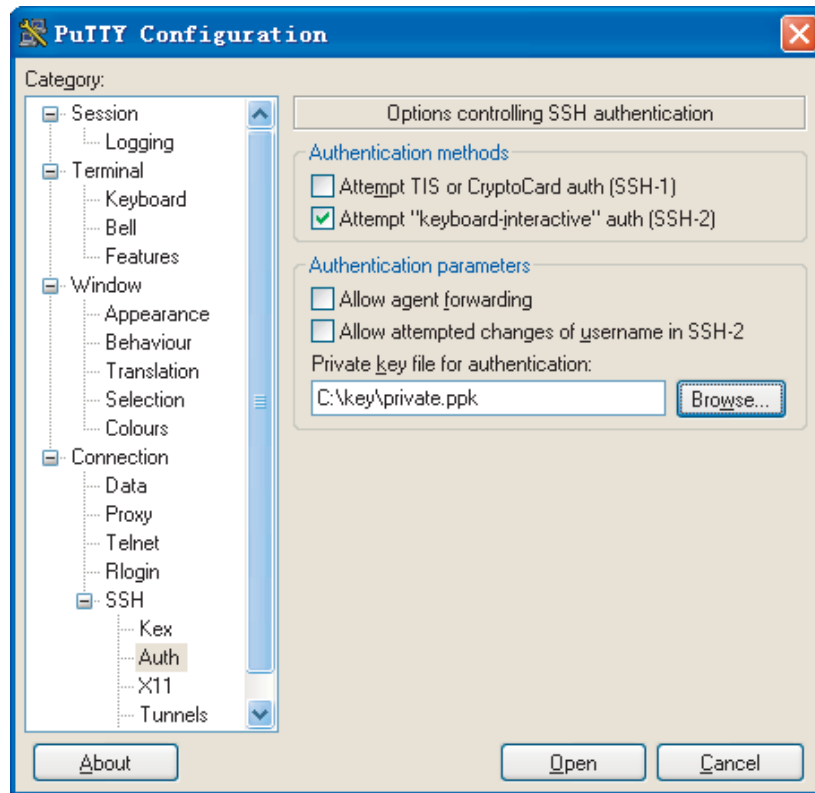 PuTTY Configuration
Category:
Session
Logging
Terminal
Keyboard
Bell
Features
Window
Appearance
Behaviour
Translation
Selection
Colours
Connection
Data
Proxy
Telnet
Rlogin
SSH
Kex
Auth
X11
Tunnels
Options controlling SSH authentication
Authentication methods
Attempt TIS or CryptoCard auth (SSH-1)
Attempt "keyboard-interactive" auth (SSH-2)
Authentication parameters
Allow agent forwarding
Allow attempted changes of username in SSH-2
Private key file for authentication:
C:\key\private.ppk
Browse...
About
Open
Cancel